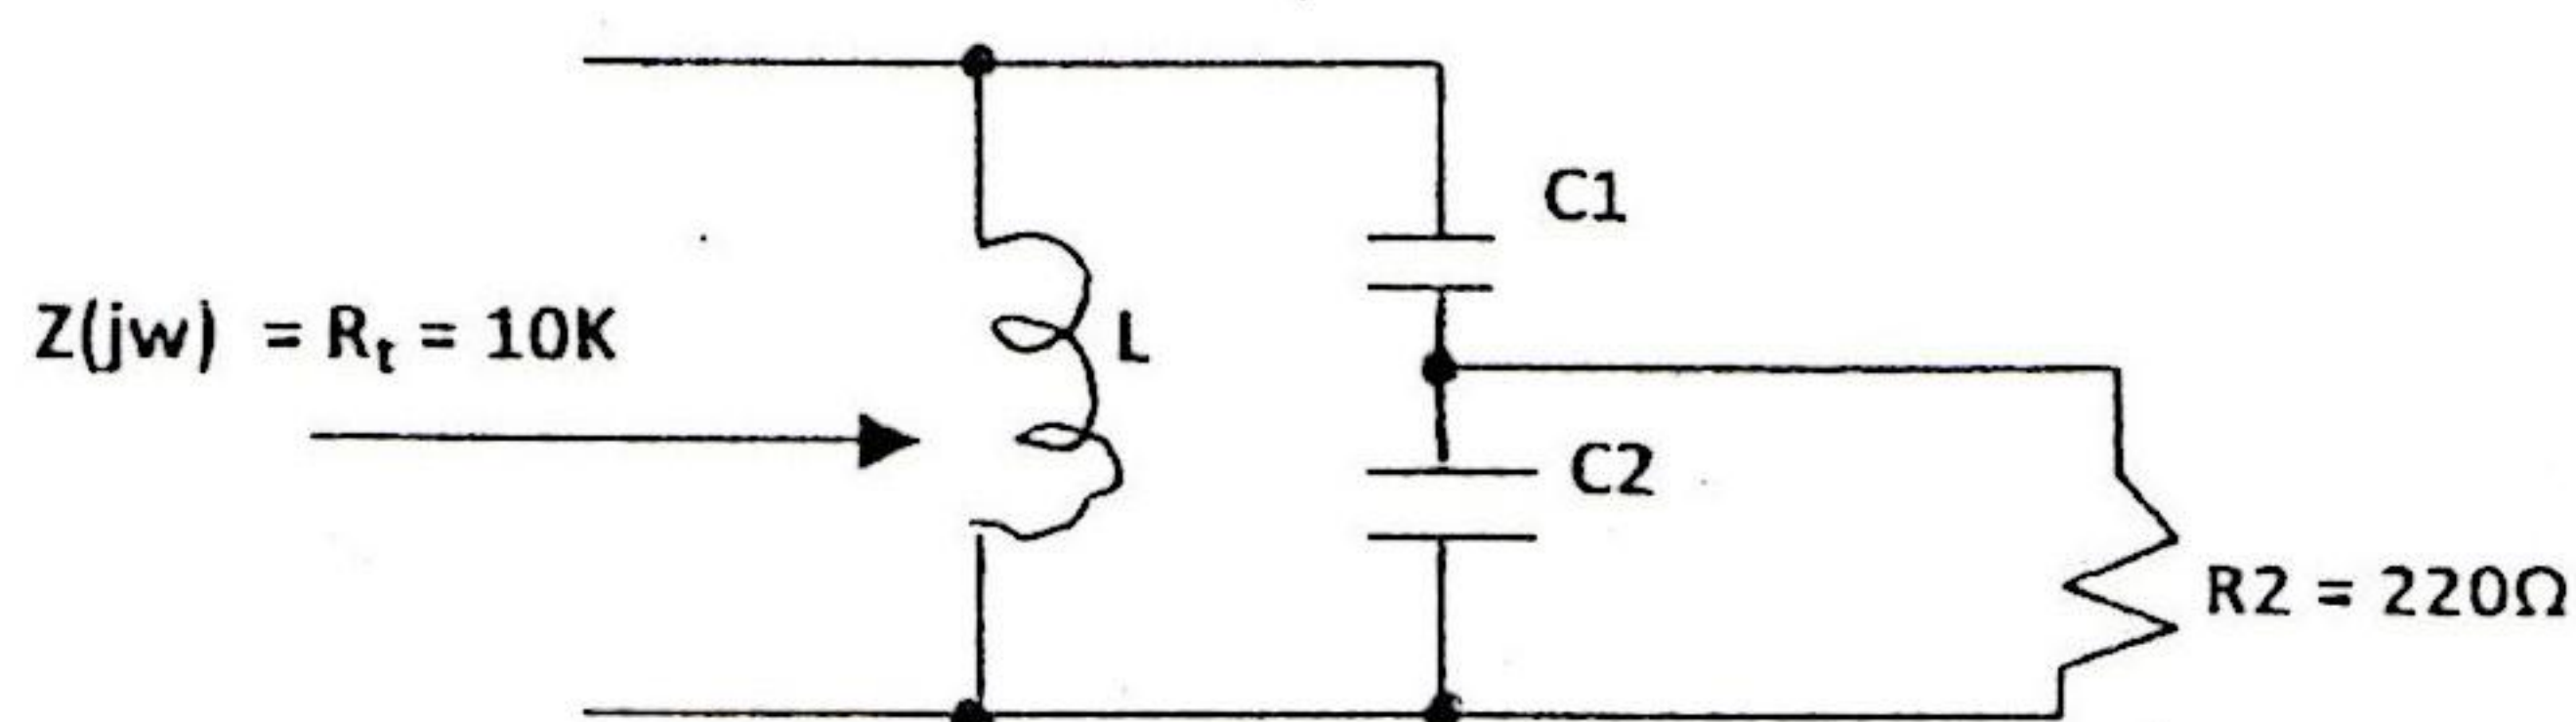 C1
Z(jw) = Rₜ = 10K
L
C2
R2 = 220Ω